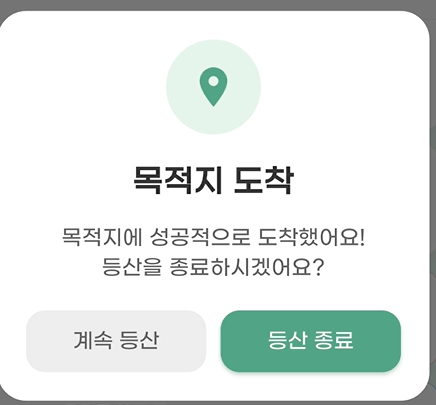 목적지 도착
목적지에 성공적으로 도착했어요!
등산을 종료하시겠어요?
계속 등산
등산 종료